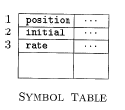 1 position ...
2 initial ...
3 rate ...
SYMBOL TABLE